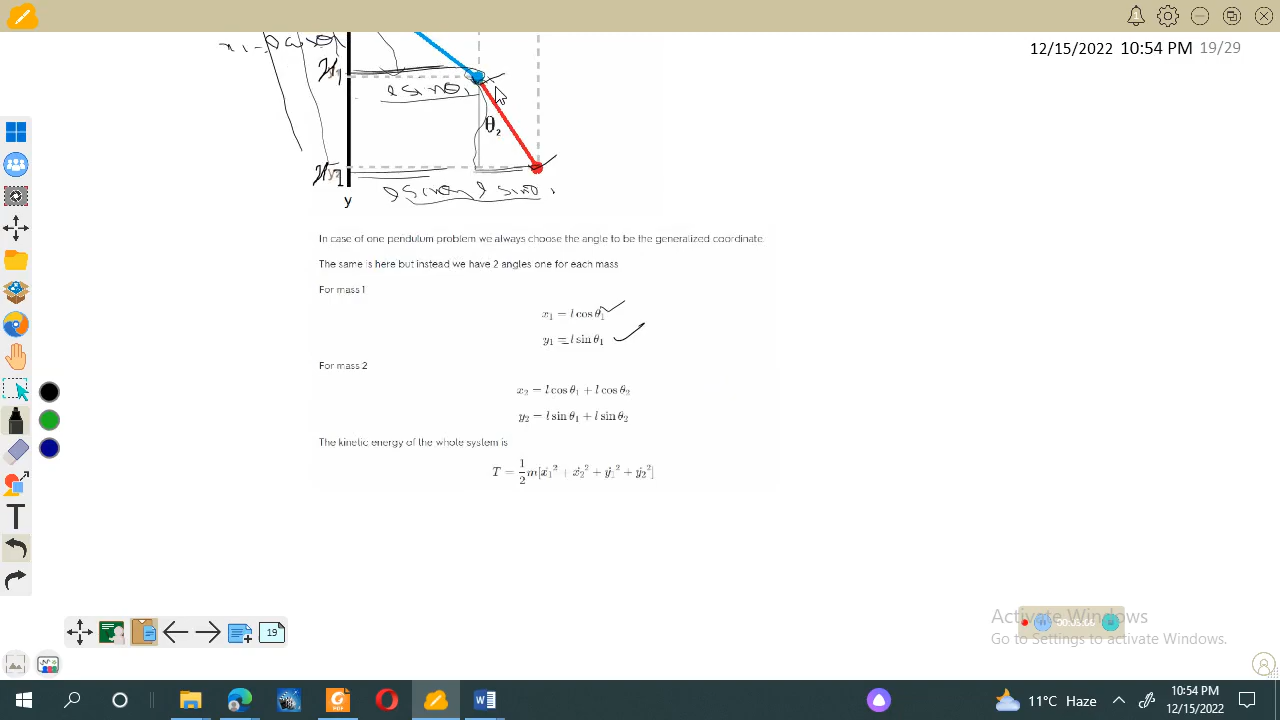 12/15/2022 10:54 PM 19/29
l sinθ₁
θ₂
y
In case of one pendulum problem we always choose the angle to be the generalized coordinate.
The same is here but instead we have 2 angles one for each mass
For mass 1
x₁ = l cos θ₁
y₁ = l sin θ₁
For mass 2
x₂ = l cos θ₁ + l cos θ₂
y₂ = l sin θ₁ + l sin θ₂
The kinetic energy of the whole system is
T = 1/2 m[ẋ₁² + ẋ₂² + ẏ₁² + ẏ₂²]
T
19
Activate Windows
Go to Settings to activate Windows.
PDF
W
11°C Haze
10:54 PM
12/15/2022